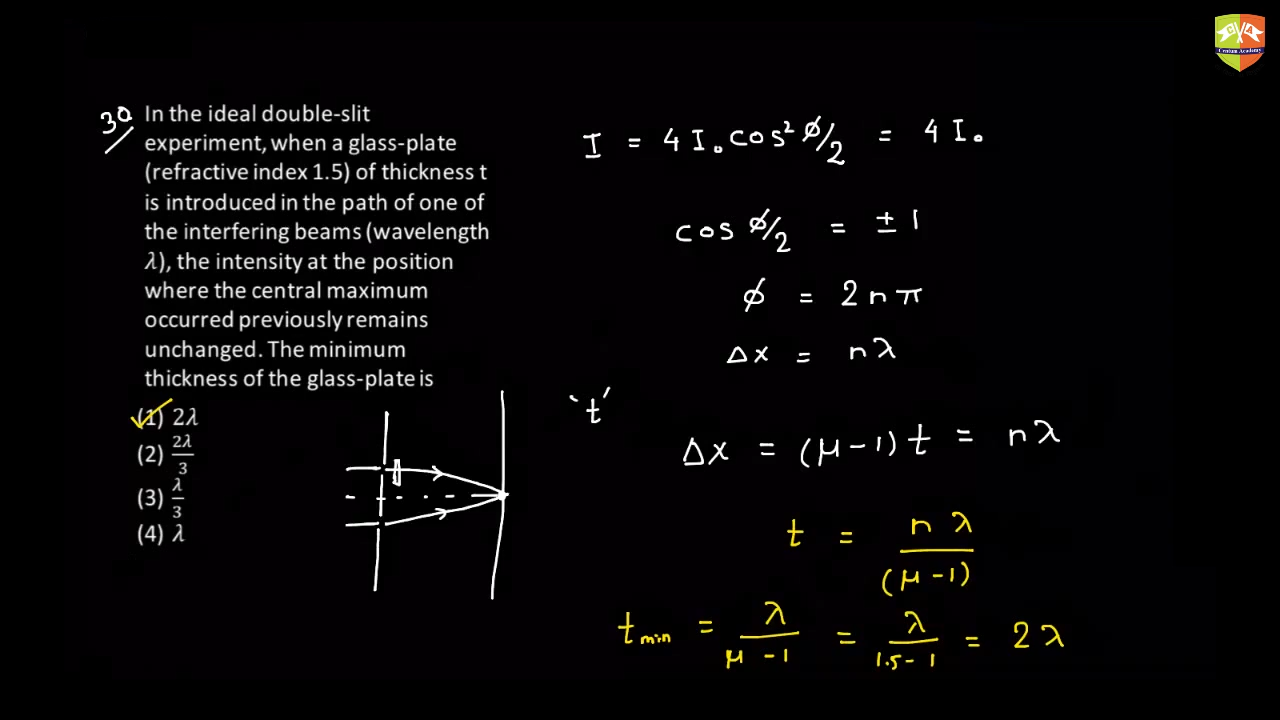 30
In the ideal double-slit
experiment, when a glass-plate
(refractive index 1.5) of thickness t
is introduced in the path of one of
the interfering beams (wavelength
λ), the intensity at the position
where the central maximum
occurred previously remains
unchanged. The minimum
thickness of the glass-plate is
(1) 2λ
(2) 2λ/3
(3) λ/3
(4) λ
I = 4 I₀ cos² ϕ/2 = 4 I₀
cos ϕ/2 = ± 1
ϕ = 2 n π
Δx = nλ
't'
Δx = (μ-1) t = nλ
t = nλ/(μ-1)
t min = λ/μ-1 = λ/1.5-1 = 2λ
Centum Academy